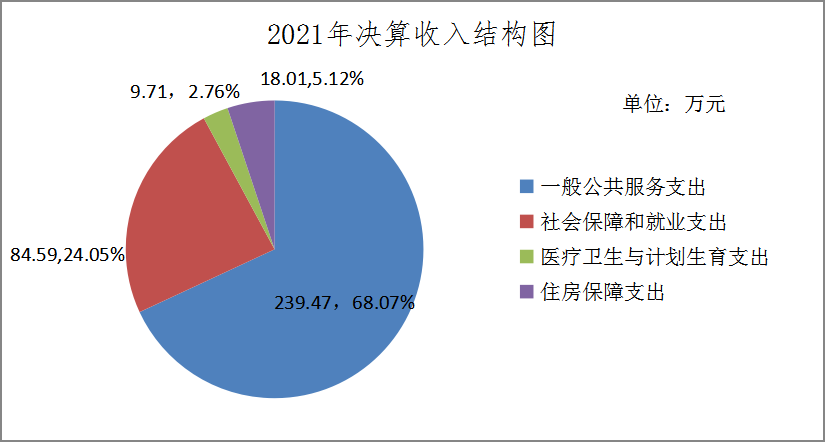 2021年决算收入结构图
18.01,5.12%
9.71，2.76%
单位：万元
84.59,24.05%
239.47，68.07%
一般公共服务支出
社会保障和就业支出
医疗卫生与计划生育支出
住房保障支出